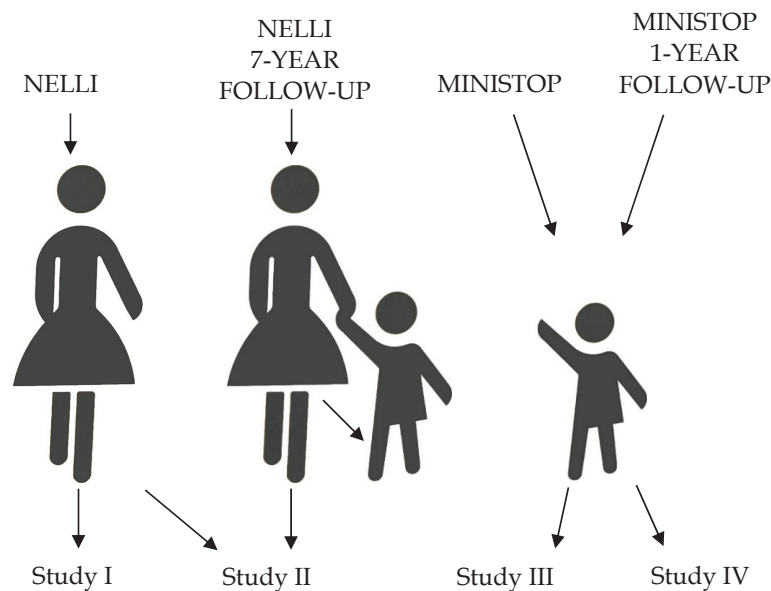 NELLI
NELLI
7-YEAR
FOLLOW-UP
MINISTOP
MINISTOP
1-YEAR
FOLLOW-UP
Study I
Study II
Study III
Study IV